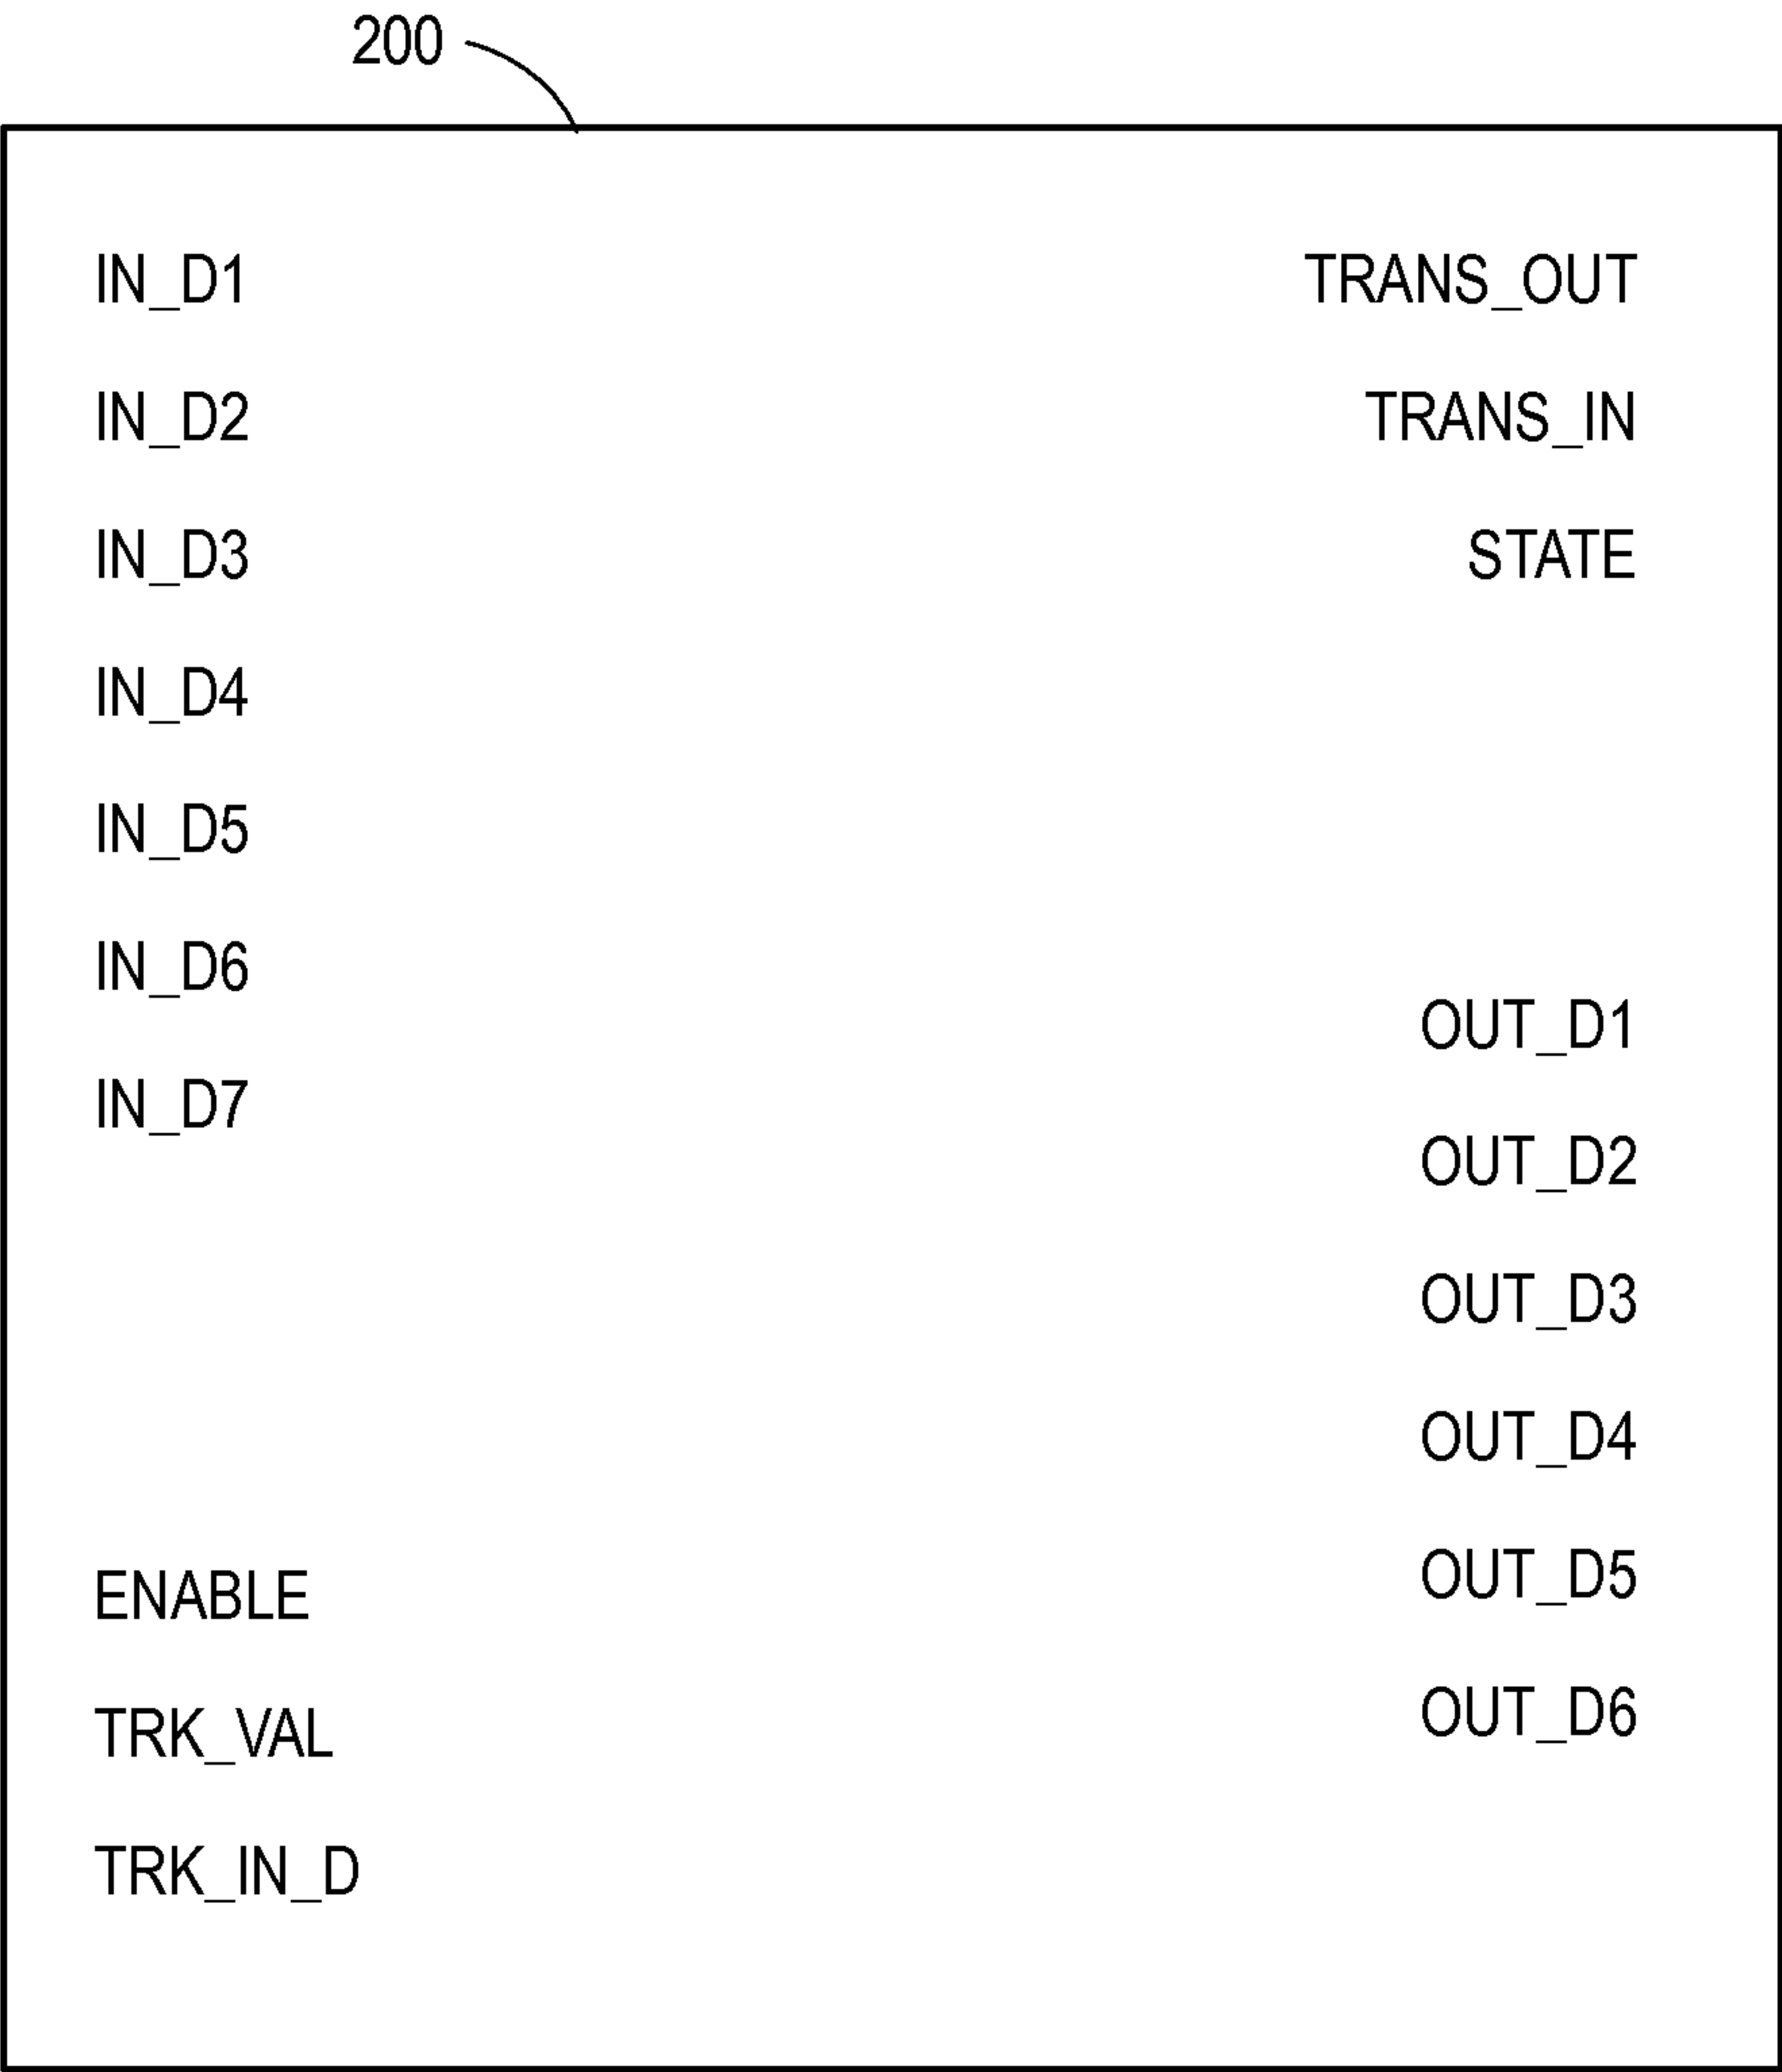 200
IN_D1
IN_D2
IN_D3
IN_D4
IN_D5
IN_D6
IN_D7
ENABLE
TRK_VAL
TRK_IN_D
TRANS_OUT
TRANS_IN
STATE
OUT_D1
OUT_D2
OUT_D3
OUT_D4
OUT_D5
OUT_D6